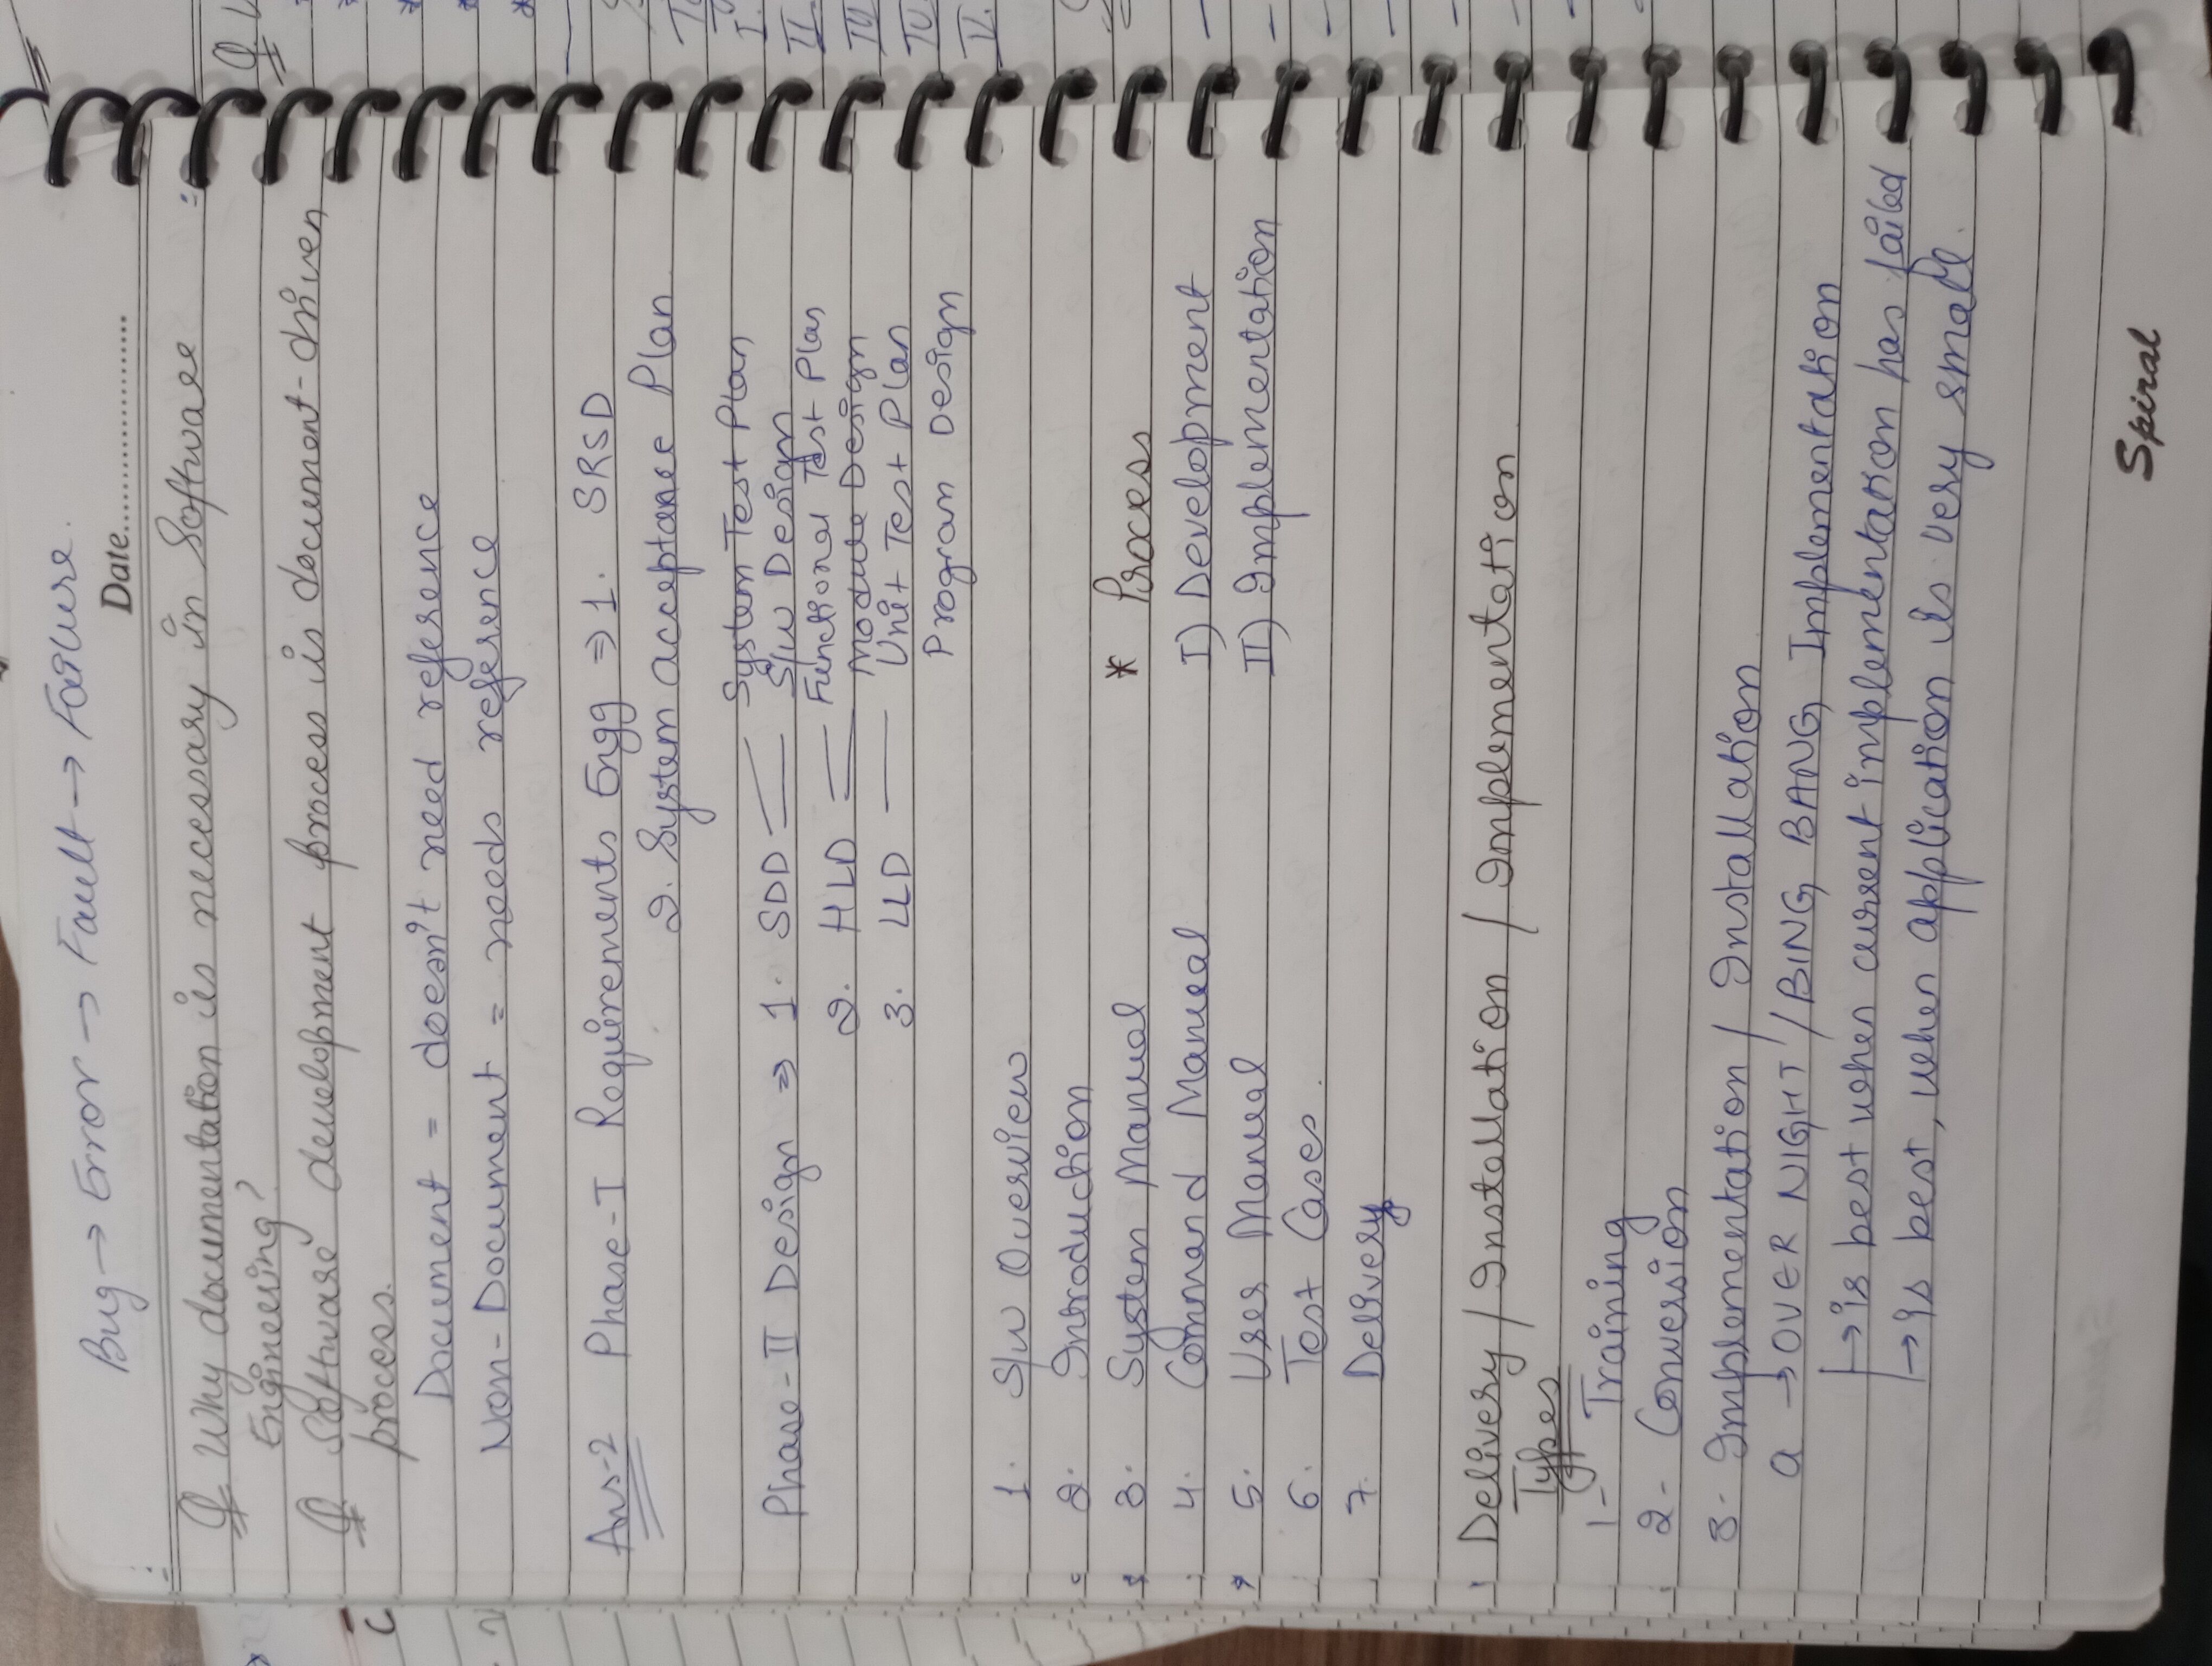 Bug → Error → Fault → Failure.
Date..................
Q. Why documentation is necessary in Software
Engineering?
Q Software development process is document-driven
process.
Document = doesn't need reference
Non-Document = needs reference
Ans-2 Phase-I Requirements Engg ⇒ 1. SRSD
2. System acceptance Plan
System Test Plan
Phase-II Design ⇒ 1. SDD S/W Design
Functional Test Plan
2. HLD Module Design
3. LLD Unit Test Plan
Program Design
1. S/W Overview
2. Introduction
3. System Manual * Process
4. Command Manual I) Development
5. User Manual II) Implementation
6. Test Cases.
7. Delivery
Delivery / Installation / Implementation
Types
1- Training
2- Conversion
3- Implementation / Installation
a → OVER NIGHT / BING BANG Implementation
→ is best when current implementation has failed
→ is best, when application is very small.
Spiral